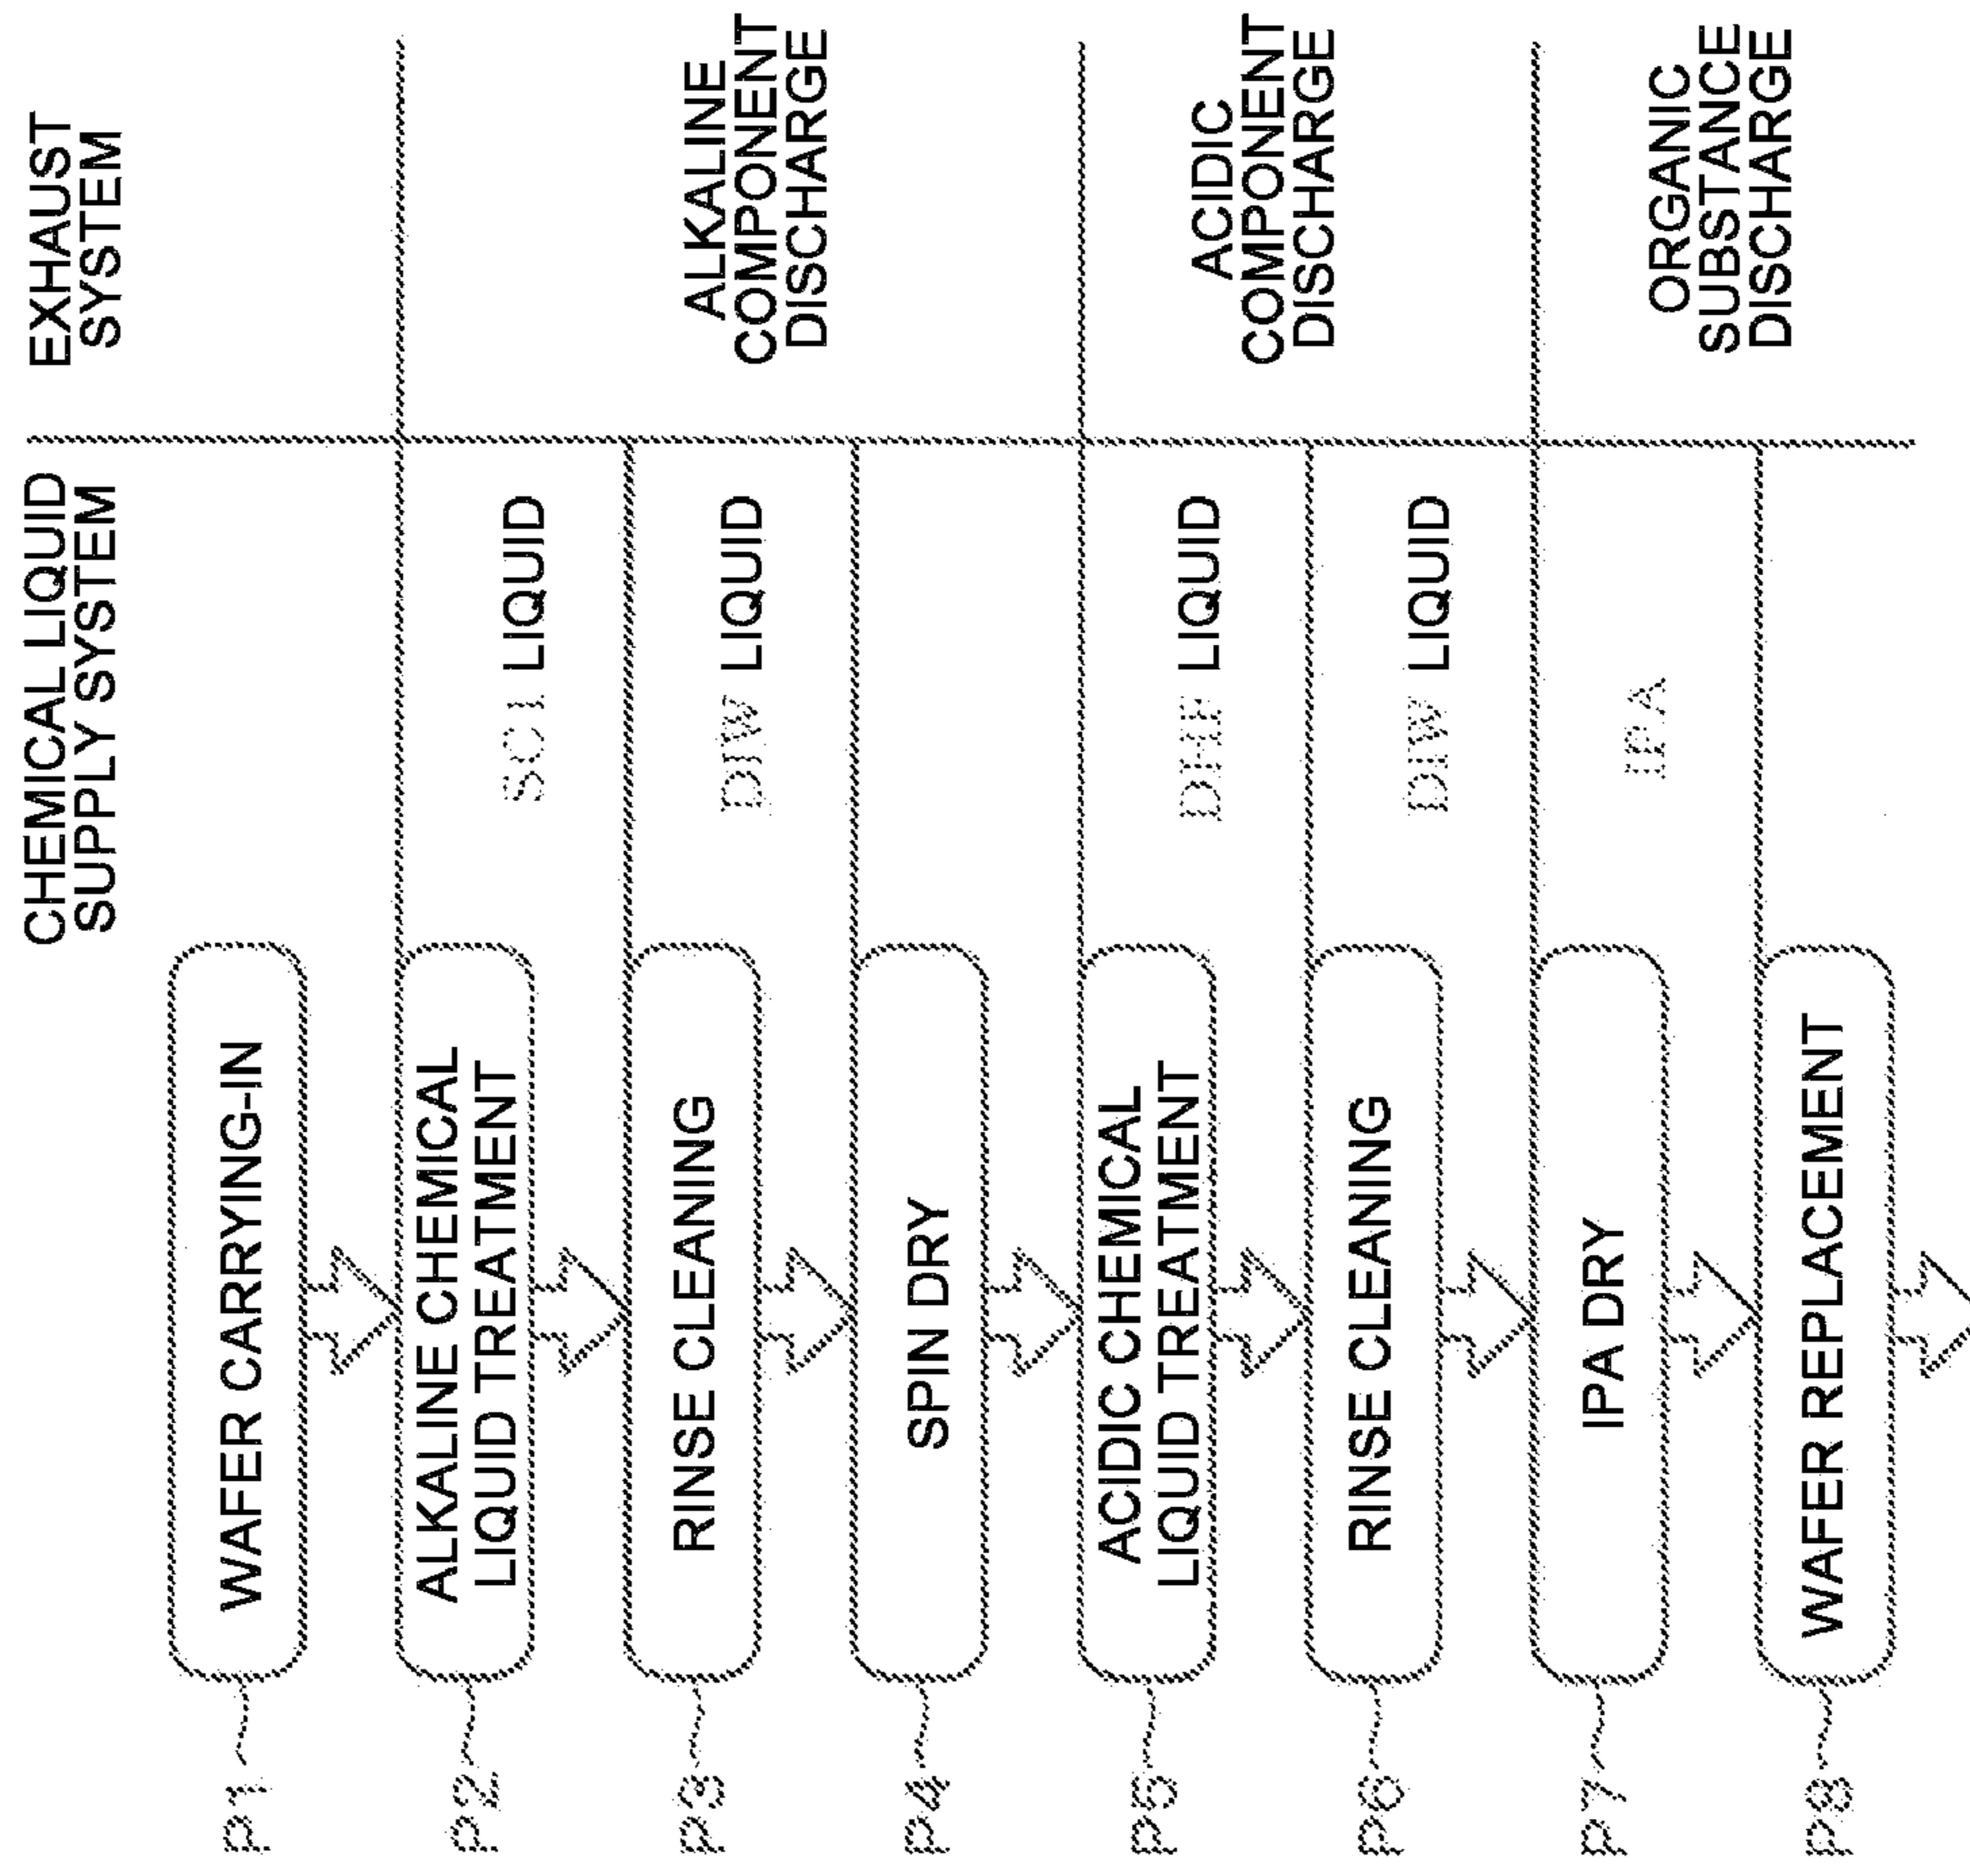 CHEMICAL LIQUID
SUPPLY SYSTEM
EXHAUST
SYSTEM
P1
WAFER CARRYING-IN
P2
ALKALINE CHEMICAL
LIQUID TREATMENT
SC1 LIQUID
P3
RINSE CLEANING
DIW LIQUID
ALKALINE
COMPONENT
DISCHARGE
P4
SPIN DRY
P5
ACIDIC CHEMICAL
LIQUID TREATMENT
DHF LIQUID
ACIDIC
COMPONENT
DISCHARGE
P6
RINSE CLEANING
DIW LIQUID
P7
IPA DRY
IPA
ORGANIC
SUBSTANCE
DISCHARGE
P8
WAFER REPLACEMENT